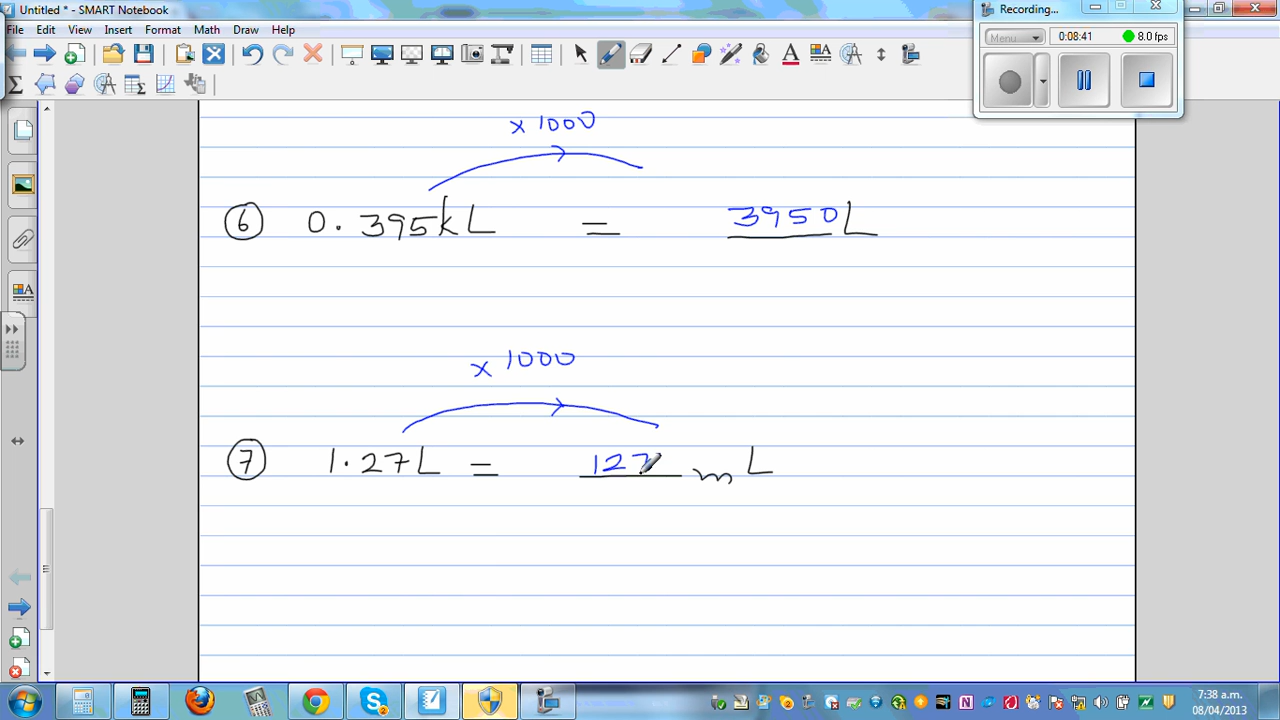 Untitled * - SMART Notebook
Recording...
File Edit View Insert Format Math Draw Help
Menu 0:08:41 8.0 fps
x 1000
6 0.395kL = 3950 L
x 1000
7 1.27L = 127 mL
7:38 a.m.
08/04/2013